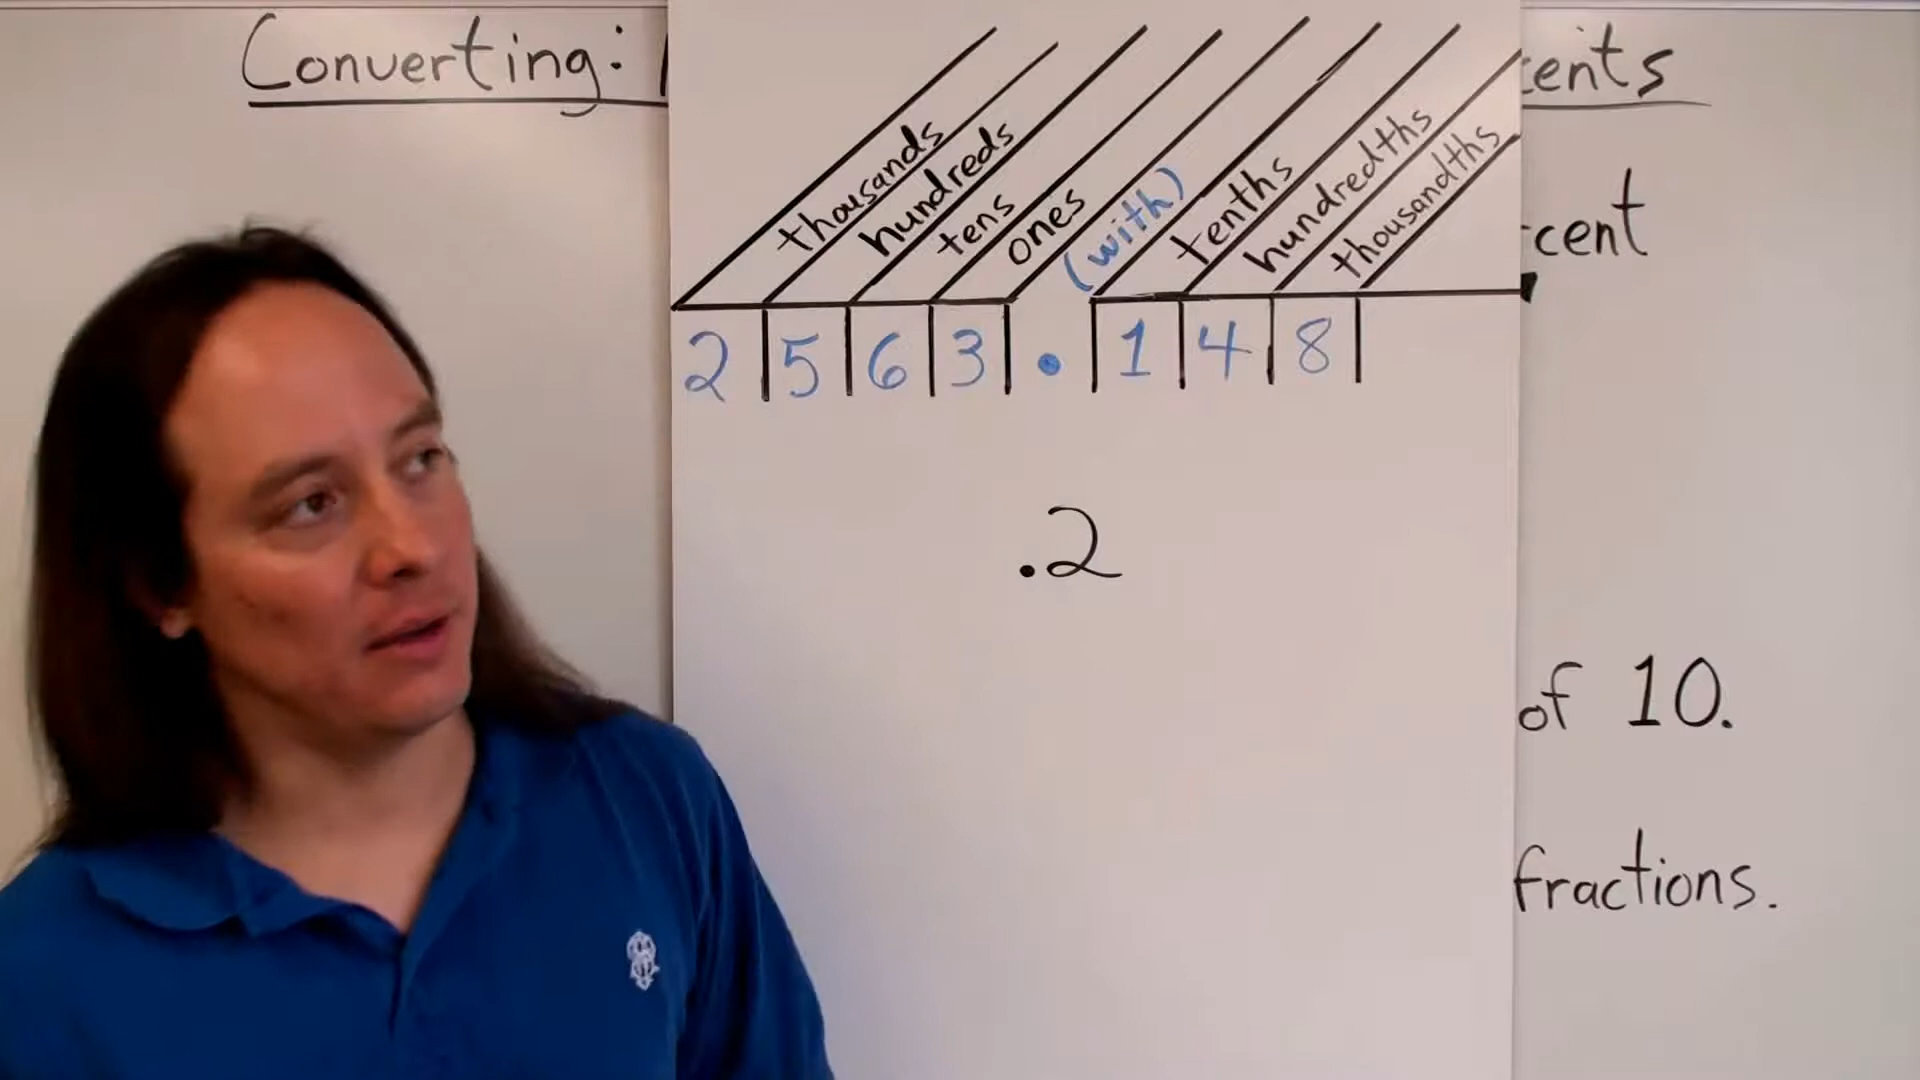 Converting: cents
thousands hundreds tens ones (with) tenths hundredths thousandths
cent
2 5 6 3 . 1 4 8
.2
of 10.
fractions.